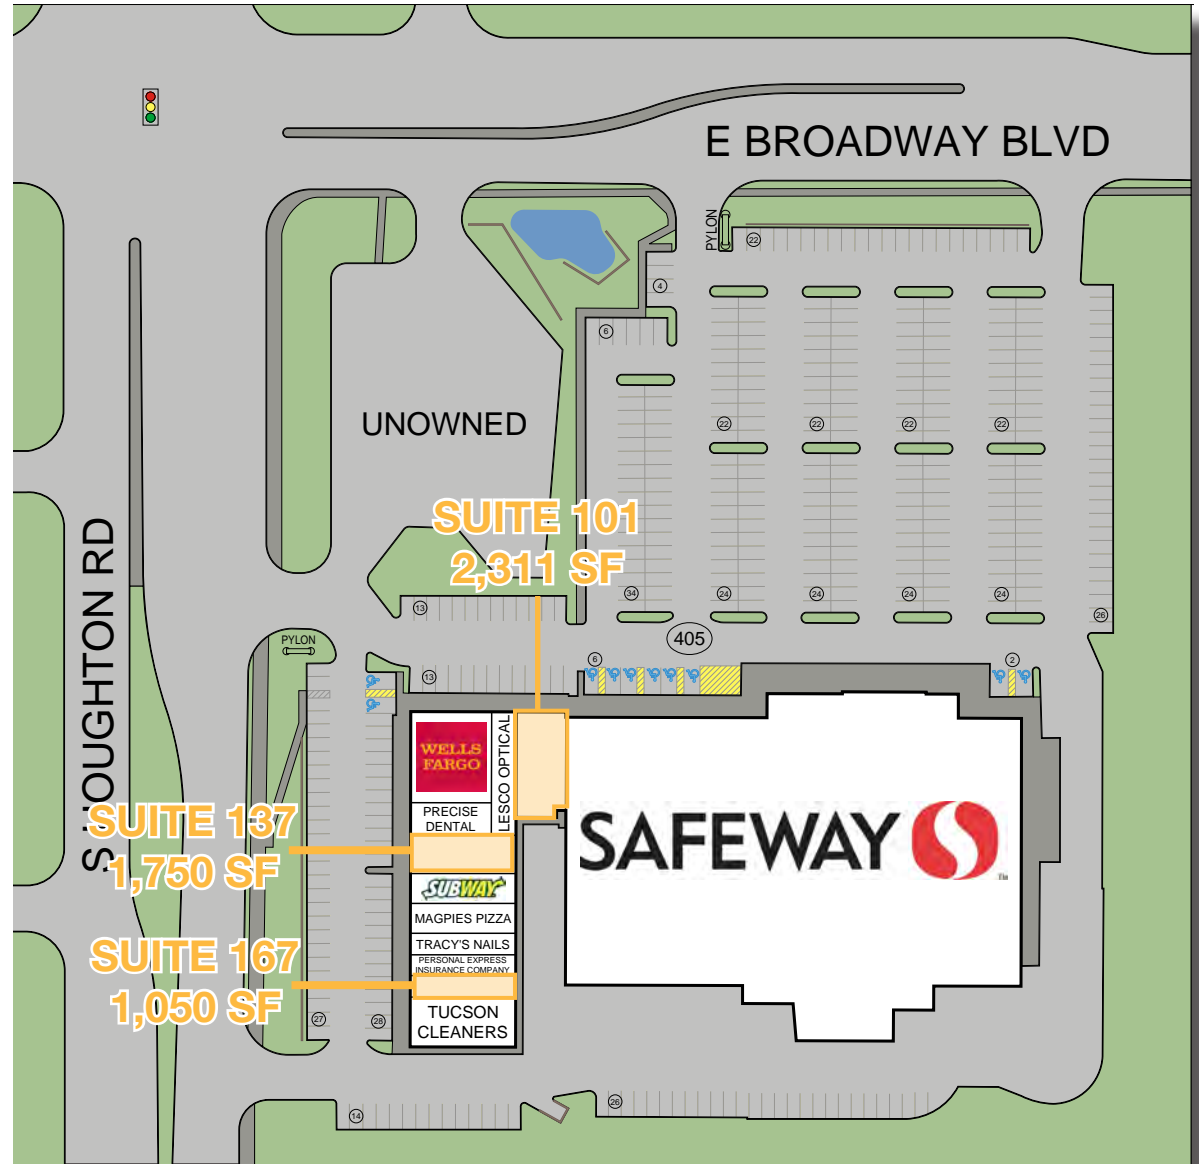 E BROADWAY BLVD
PYLON
22
4
6
UNOWNED
22
22
22
22
SUITE 101
2,311 SF
S HOUGHTON RD
34
24
24
24
24
26
13
405
PYLON
13
6
2
WELLS
FARGO
LESCO OPTICAL
PRECISE
DENTAL
SAFEWAY
TM
SUITE 137
1,750 SF
SUBWAY
MAGPIES PIZZA
TRACY'S NAILS
PERSONAL EXPRESS
INSURANCE COMPANY
SUITE 167
1,050 SF
TUCSON
CLEANERS
27
28
14
26